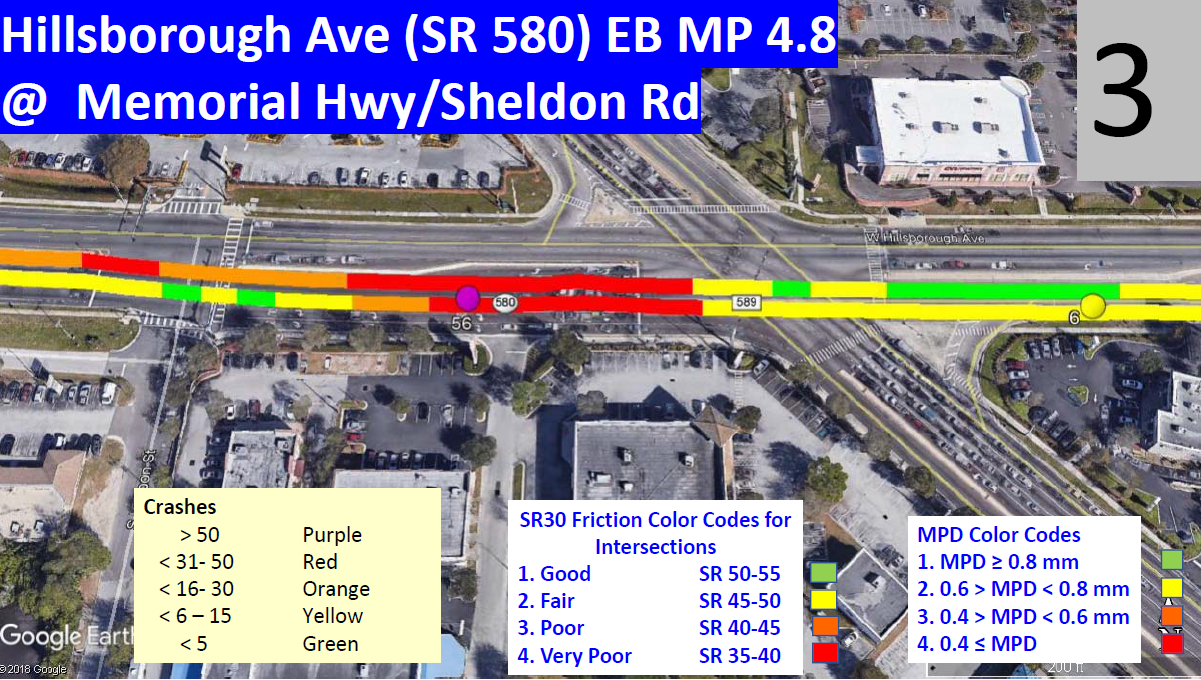 Hillsborough Ave (SR 580) EB MP 4.8
@ Memorial Hwy/Sheldon Rd
3
W Hillsborough Ave
580
589
56
6
on St
Crashes
> 50 Purple
< 31- 50 Red
< 16- 30 Orange
< 6 – 15 Yellow
< 5 Green
SR30 Friction Color Codes for
Intersections
1. Good SR 50-55
2. Fair SR 45-50
3. Poor SR 40-45
4. Very Poor SR 35-40
MPD Color Codes
1. MPD ≥ 0.8 mm
2. 0.6 > MPD < 0.8 mm
3. 0.4 > MPD < 0.6 mm
4. 0.4 ≤ MPD
Google Earth
© 2018 Google
200 ft